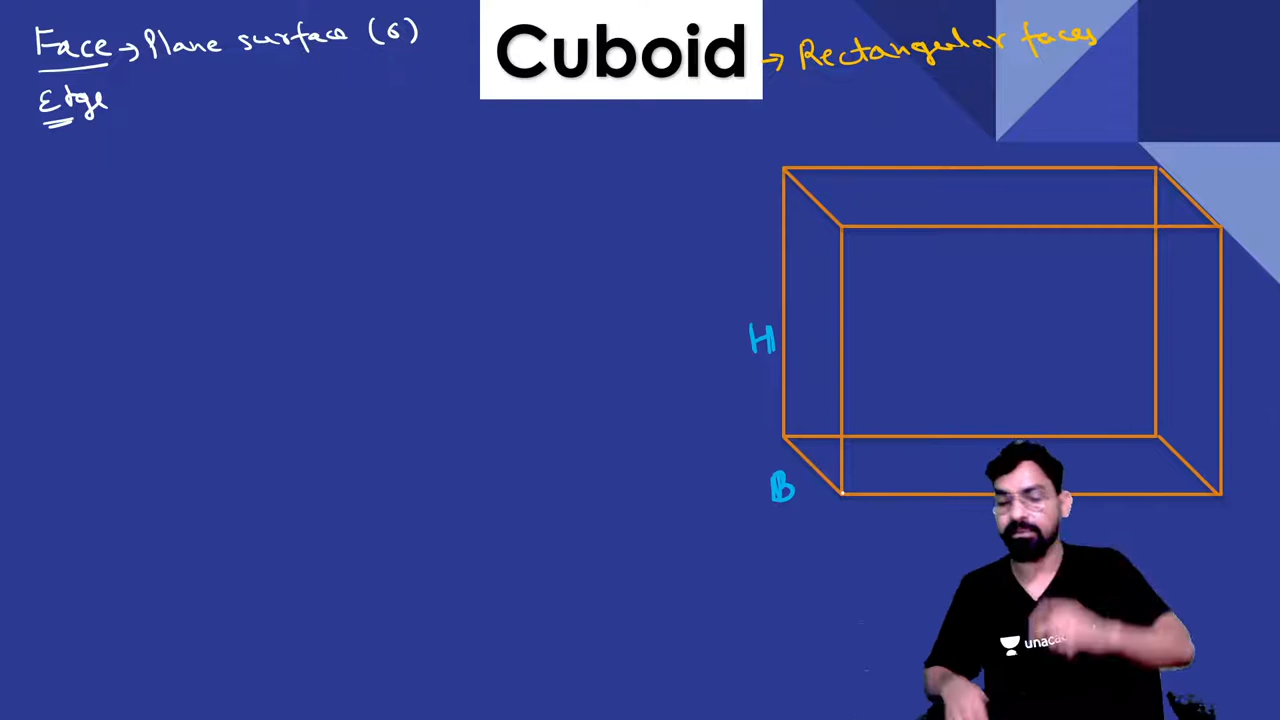 Face → Plane surface (6)
Cuboid → Rectangular faces
Edge
H
B